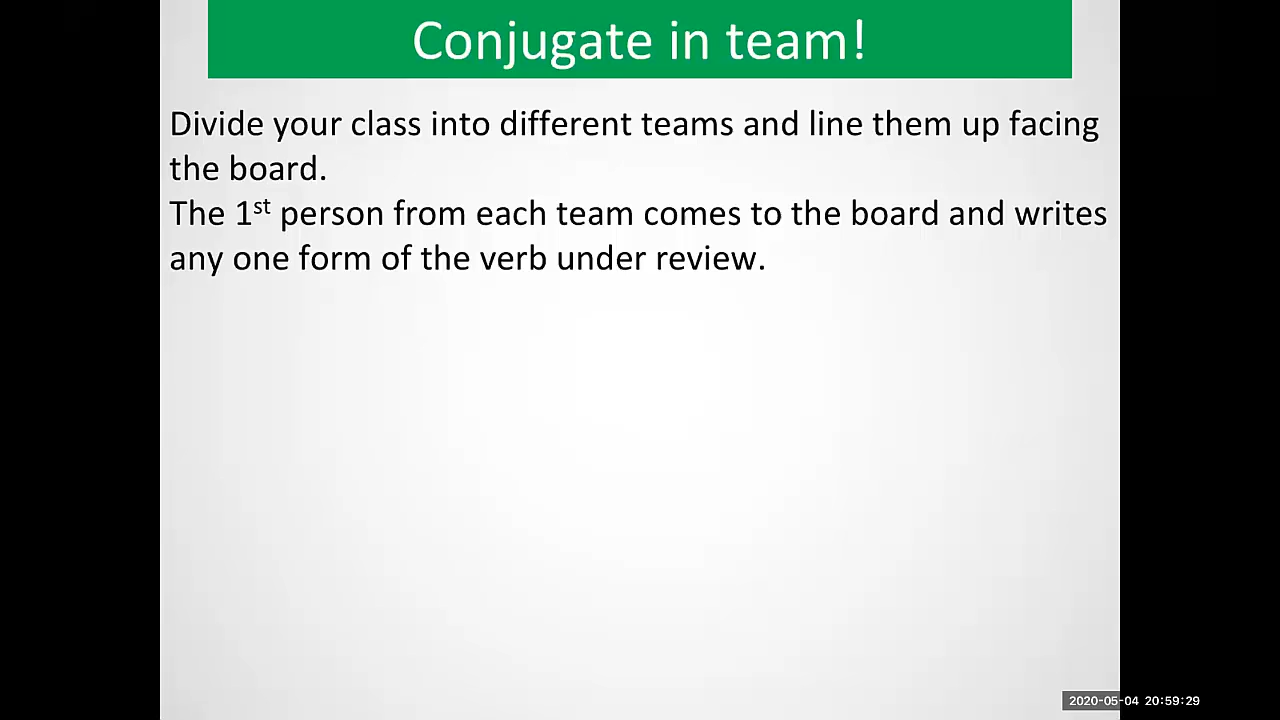 Conjugate in team!
Divide your class into different teams and line them up facing
the board.
The 1st person from each team comes to the board and writes
any one form of the verb under review.
2020-05-04 20:59:29